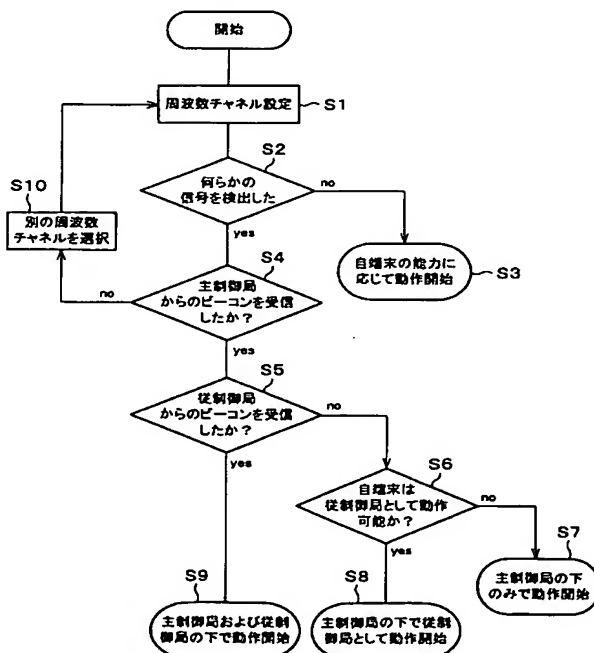 開始
周波数チャネル設定
S1
S2
何らかの
信号を検出した
no
yes
S10
別の周波数
チャネルを選択
自端末の能力に
応じて動作開始
S3
S4
主制御局
からのビーコンを受信
したか?
no
yes
S5
従制御局
からのビーコンを受信
したか?
no
yes
S6
自端末は
従制御局として動作
可能か?
no
yes
S7
主制御局の下
のみで動作開始
S9
主制御局および従制
御局の下で動作開始
S8
主制御局の下で従制
御局として動作開始